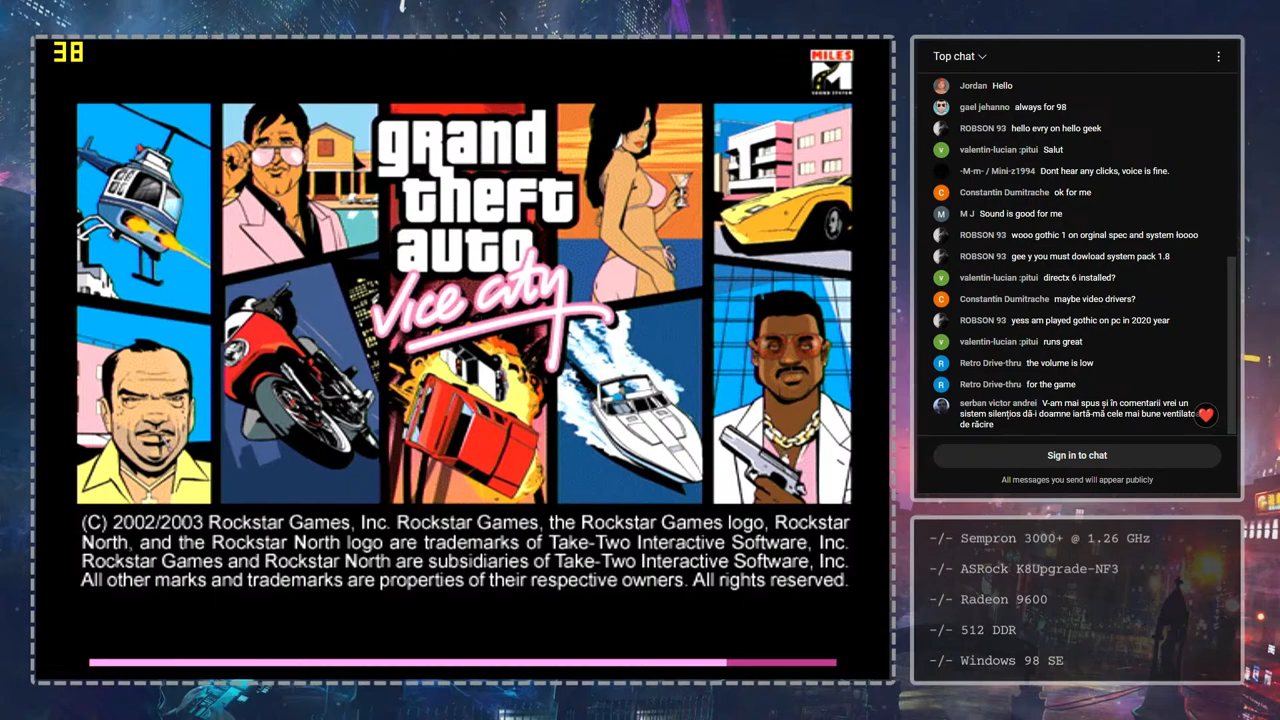 38
MILES
SOUND SYSTEM
grand
theft
auto
Vice City
(C) 2002/2003 Rockstar Games, Inc. Rockstar Games, the Rockstar Games logo, Rockstar
North, and the Rockstar North logo are trademarks of Take-Two Interactive Software, Inc.
Rockstar Games and Rockstar North are subsidiaries of Take-Two Interactive Software, Inc.
All other marks and trademarks are properties of their respective owners. All rights reserved.
Top chat
Jordan Hello
gael jehanno always for 98
ROBSON 93 hello evry on hello geek
valentin-lucian :pitui Salut
-M-m- / Mini-z1994 Dont hear any clicks, voice is fine.
Constantin Dumitrache ok for me
M J Sound is good for me
ROBSON 93 wooo gothic 1 on orginal spec and system łoooo
ROBSON 93 gee y you must dowload system pack 1.8
valentin-lucian :pitui directx 6 installed?
Constantin Dumitrache maybe video drivers?
ROBSON 93 yess am played gothic on pc in 2020 year
valentin-lucian :pitui runs great
Retro Drive-thru the volume is low
Retro Drive-thru for the game
serban victor andrei V-am mai spus și în comentarii vrei un
sistem silențios dă-i doamne iartă-mă cele mai bune
de răcire
Sign in to chat
All messages you send will appear publicly
-/- Sempron 3000+ @ 1.26 GHz
-/- ASRock K8Upgrade-NF3
-/- Radeon 9600
-/- 512 DDR
-/- Windows 98 SE